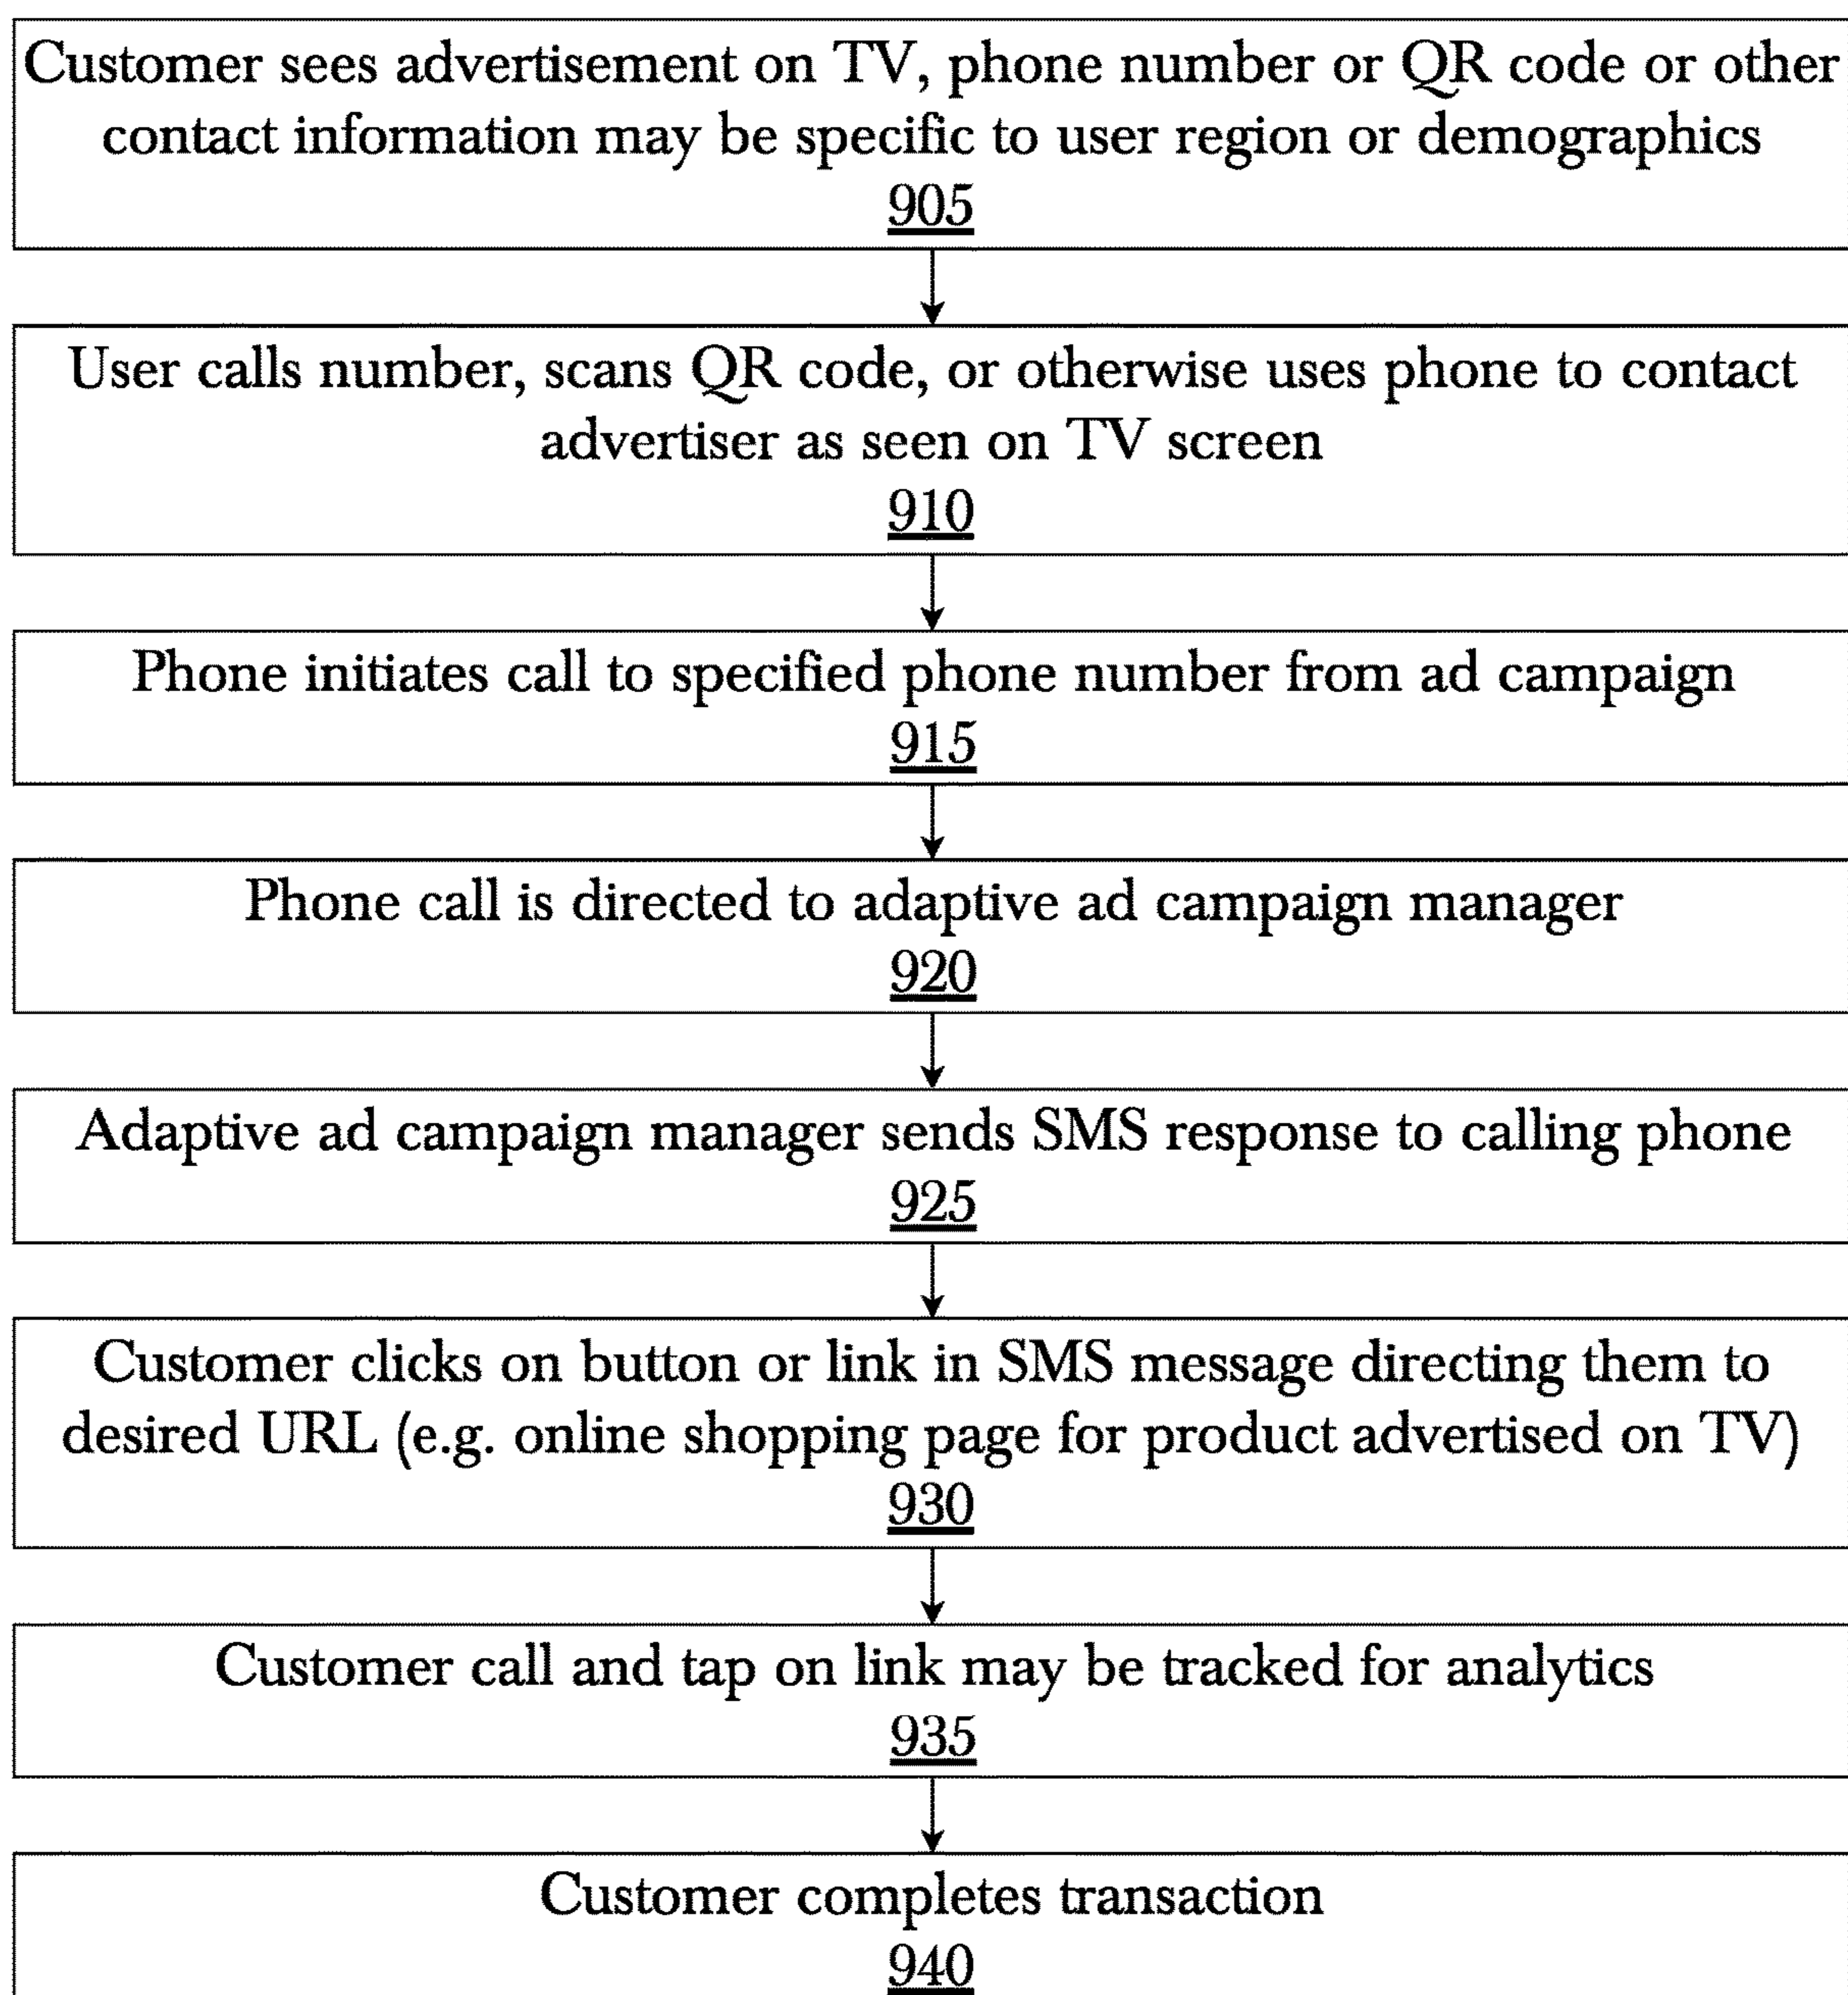 Customer sees advertisement on TV, phone number or QR code or other
contact information may be specific to user region or demographics
905
User calls number, scans QR code, or otherwise uses phone to contact
advertiser as seen on TV screen
910
Phone initiates call to specified phone number from ad campaign
915
Phone call is directed to adaptive ad campaign manager
920
Adaptive ad campaign manager sends SMS response to calling phone
925
Customer clicks on button or link in SMS message directing them to
desired URL (e.g. online shopping page for product advertised on TV)
930
Customer call and tap on link may be tracked for analytics
935
Customer completes transaction
940